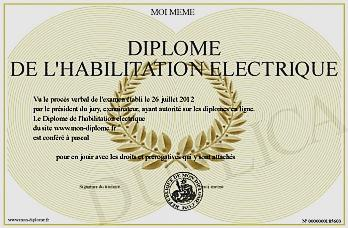 MOI MEME
DIPLOME
DE L'HABILITATION ELECTRIQUE
Vu le procès verbal de l'examen établi le 26 juillet 2012
par le président du jury, examinateur, ayant autorité sur les diplomes en ligne.
Le Diplome de l'habilitation electrique
du site www.mon-diplome.fr
est conféré à pascal
pour en jouir avec les droits et prérogatives qui y sont attachés
Signature du titulaire
DUPLICATA
www.mon-diplome.fr